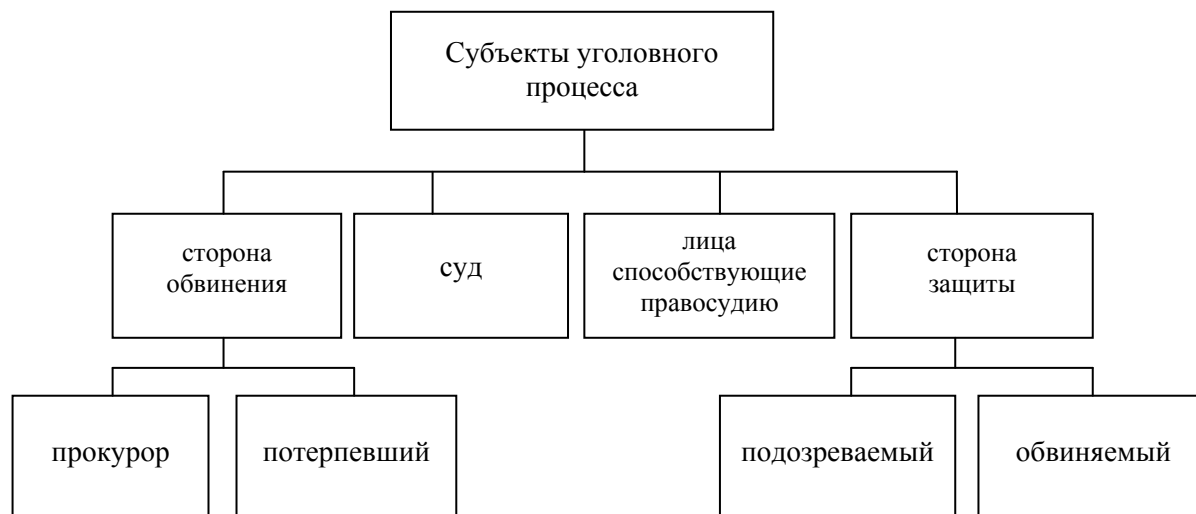 Субъекты уголовного
процесса
сторона
обвинения
суд
лица
способствующие
правосудию
сторона
защиты
прокурор
потерпевший
подозреваемый
обвиняемый